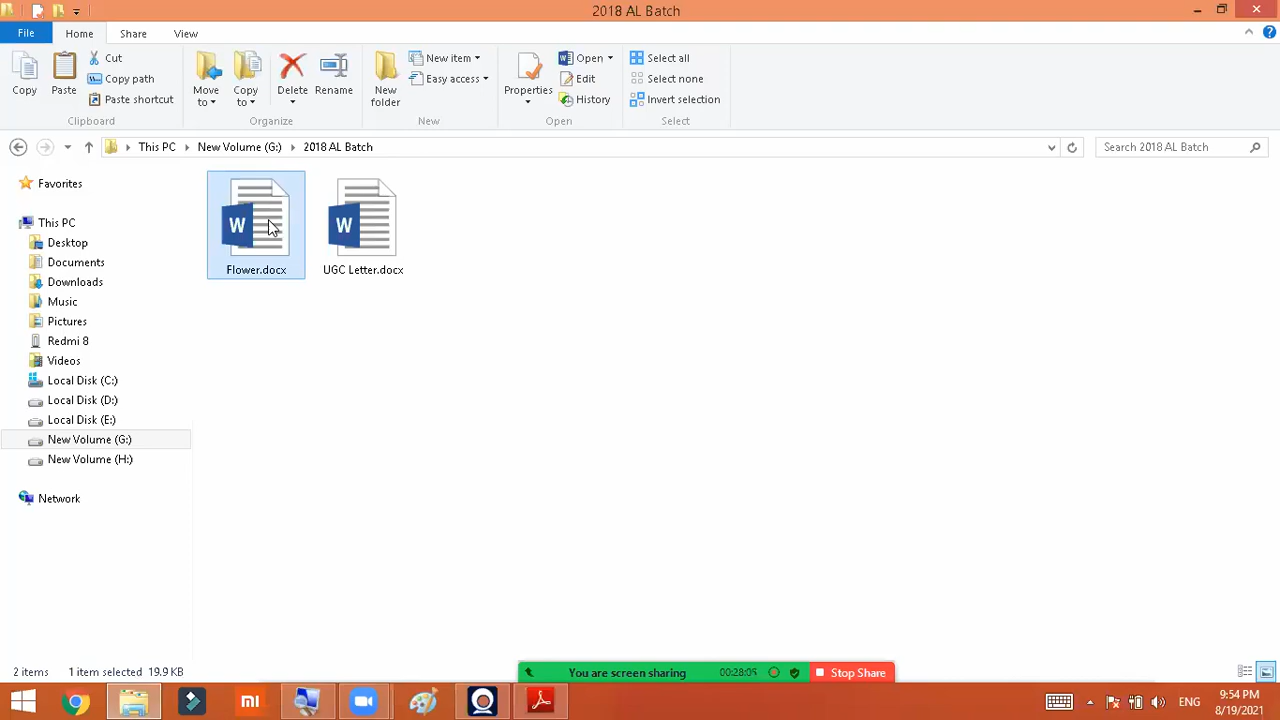 2018 AL Batch
File
Home
Share
View
Copy
Paste
Cut
Copy path
Paste shortcut
Clipboard
Move to
Copy to
Delete
Rename
Organize
New folder
New item
Easy access
New
Properties
Open
Edit
History
Open
Select all
Select none
Invert selection
Select
This PC
New Volume (G:)
2018 AL Batch
Search 2018 AL Batch
Favorites
This PC
Desktop
Documents
Downloads
Music
Pictures
Redmi 8
Videos
Local Disk (C:)
Local Disk (D:)
Local Disk (E:)
New Volume (G:)
New Volume (H:)
Network
W
Flower.docx
W
UGC Letter.docx
2 items 1 item selected 19.9 KB
You are screen sharing 00:28:05 Stop Share
mi
ENG
9:54 PM
8/19/2021